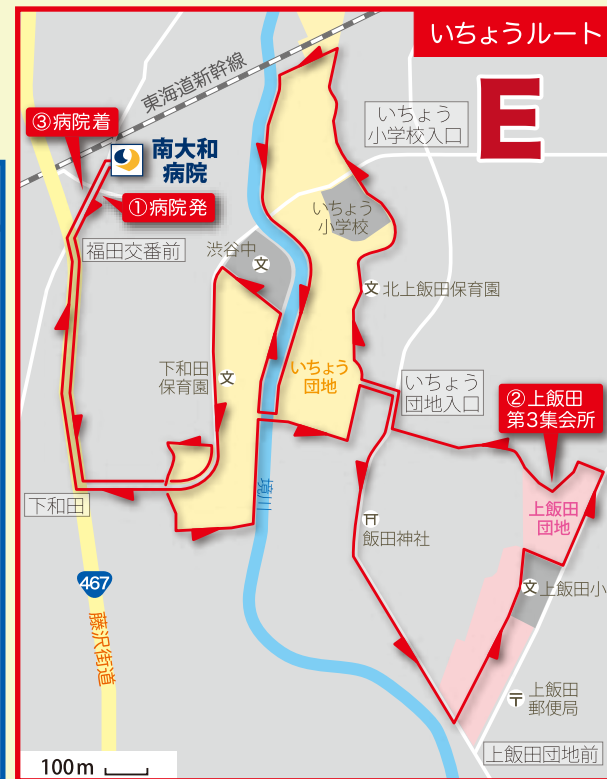 いちょうルート
E
東海道新幹線
③病院着
南大和
病院
①病院発
福田交番前
いちょう
小学校入口
いちょう
小学校
渋谷中
文
文
北上飯田保育園
下和田
保育園
文
いちょう
団地
いちょう
団地入口
②上飯田
第3集会所
下和田
境川
飯田神社
上飯田
団地
467
藤沢街道
文
上飯田小
〒
上飯田
郵便局
上飯田団地前
100m